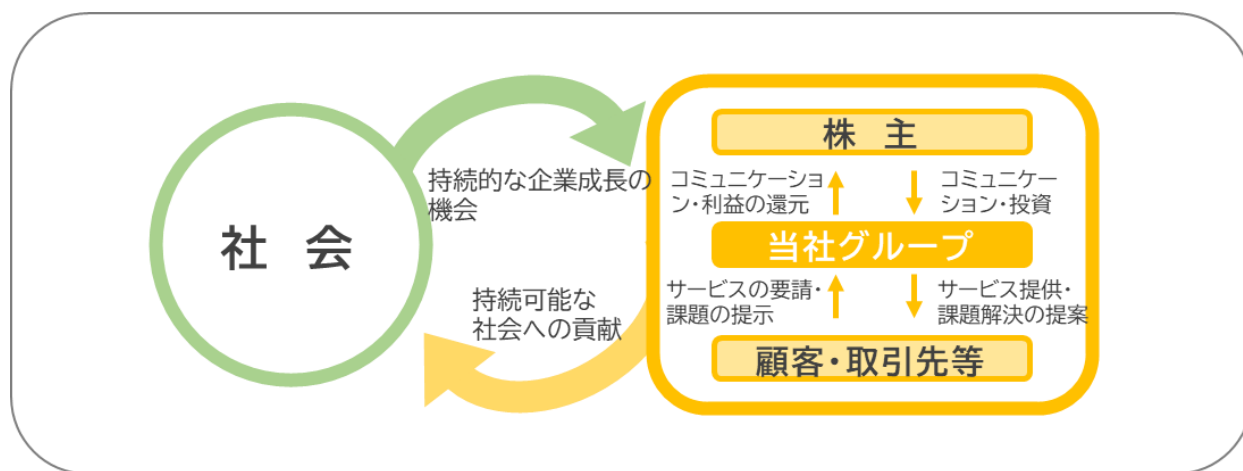 社 会
持続的な企業成長の
機会
持続可能な
社会への貢献
株 主
コミュニケーショ
ン・利益の還元
コミュニケー
ション・投資
当社グループ
サービスの要請・
課題の提示
サービス提供・
課題解決の提案
顧客・取引先等